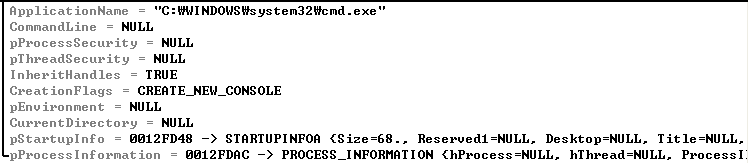 ApplicationName = "C:₩WINDOWS₩system32₩cmd.exe"
CommandLine = NULL
pProcessSecurity = NULL
pThreadSecurity = NULL
InheritHandles = TRUE
CreationFlags = CREATE_NEW_CONSOLE
pEnvironment = NULL
CurrentDirectory = NULL
pStartupInfo = 0012FD48 -> STARTUPINFOA {Size=68., Reserved1=NULL, Desktop=NULL, Title=NULL,
pProcessInformation = 0012FDAC -> PROCESS_INFORMATION {hProcess=NULL, hThread=NULL, ProcessI